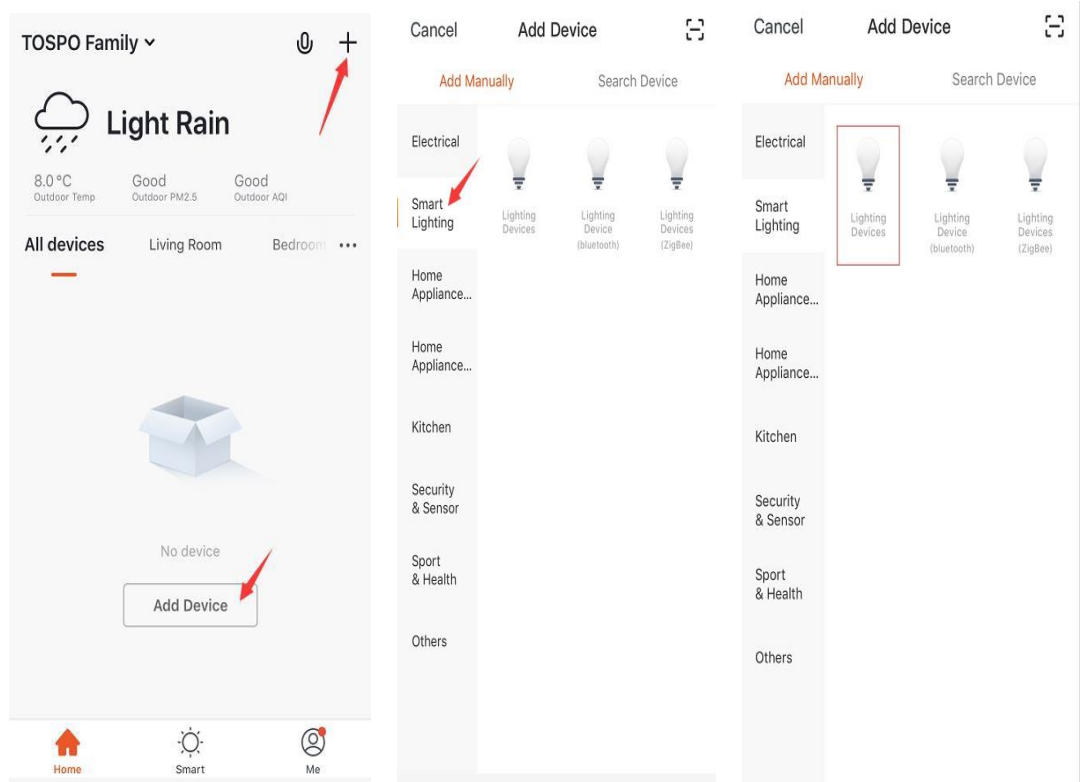 TOSPO Family
Light Rain
8.0 °C
Outdoor Temp
Good
Outdoor PM2.5
Good
Outdoor AQI
All devices
Living Room
Bedroom
No device
Add Device
Home
Smart
Me
Cancel
Add Device
Add Manually
Search Device
Electrical
Smart
Lighting
Home
Appliance...
Home
Appliance...
Kitchen
Security
& Sensor
Sport
& Health
Others
Lighting
Devices
Lighting
Device
(bluetooth)
Lighting
Devices
(ZigBee)
Cancel
Add Device
Add Manually
Search Device
Electrical
Smart
Lighting
Home
Appliance...
Home
Appliance...
Kitchen
Security
& Sensor
Sport
& Health
Others
Lighting
Devices
Lighting
Device
(bluetooth)
Lighting
Devices
(ZigBee)